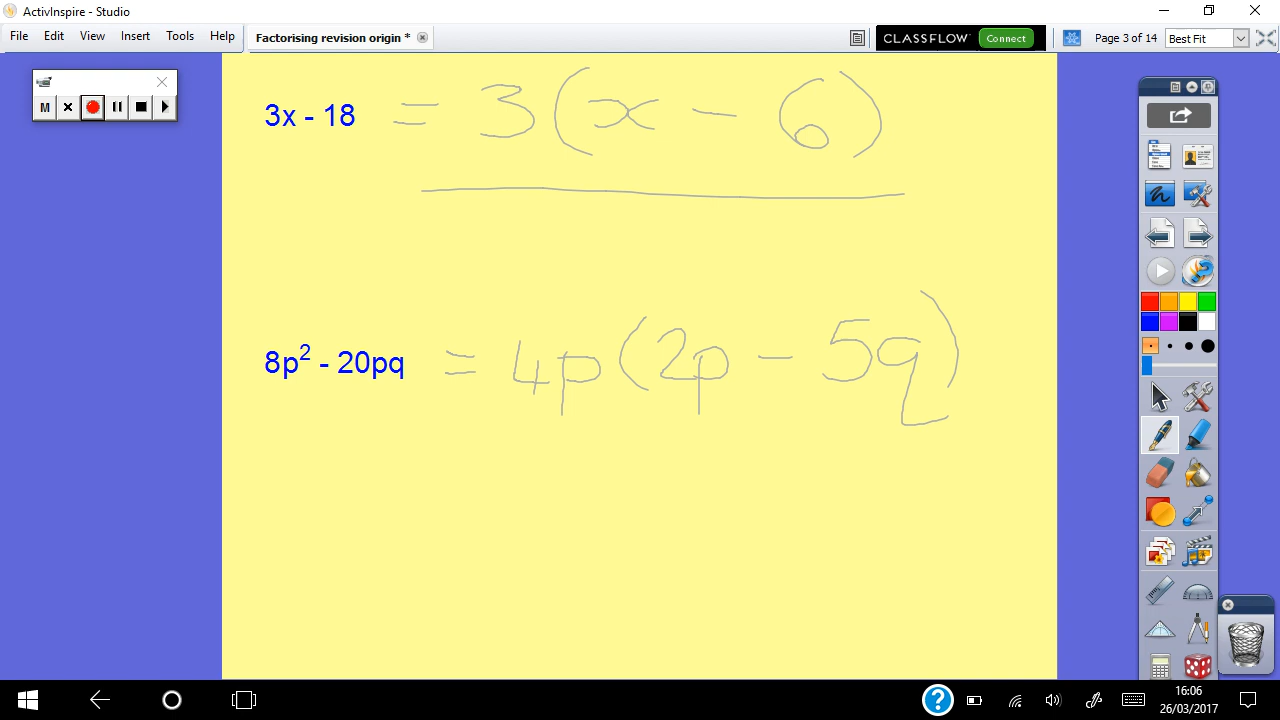 ActivInspire - Studio
File Edit View Insert Tools Help
Factorising revision origin *
CLASSFLOW Connect
Page 3 of 14
Best Fit
M
3x - 18 = 3(x - 6)
8p² - 20pq = 4p(2p - 5q)
16:06
26/03/2017